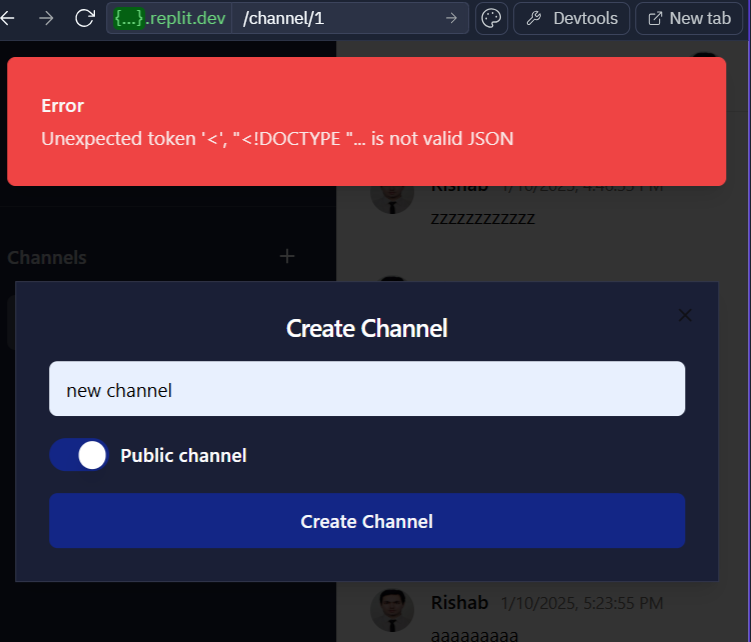 {...}.replit.dev /channel/1 Devtools New tab
Error
Unexpected token '<', "<!DOCTYPE "... is not valid JSON
Rishab 1/10/2025, 4:46:55 PM
zzzzzzzzzzzz
Channels +
Create Channel
new channel
Public channel
Create Channel
Rishab 1/10/2025, 5:23:55 PM
aaaaaaaaa